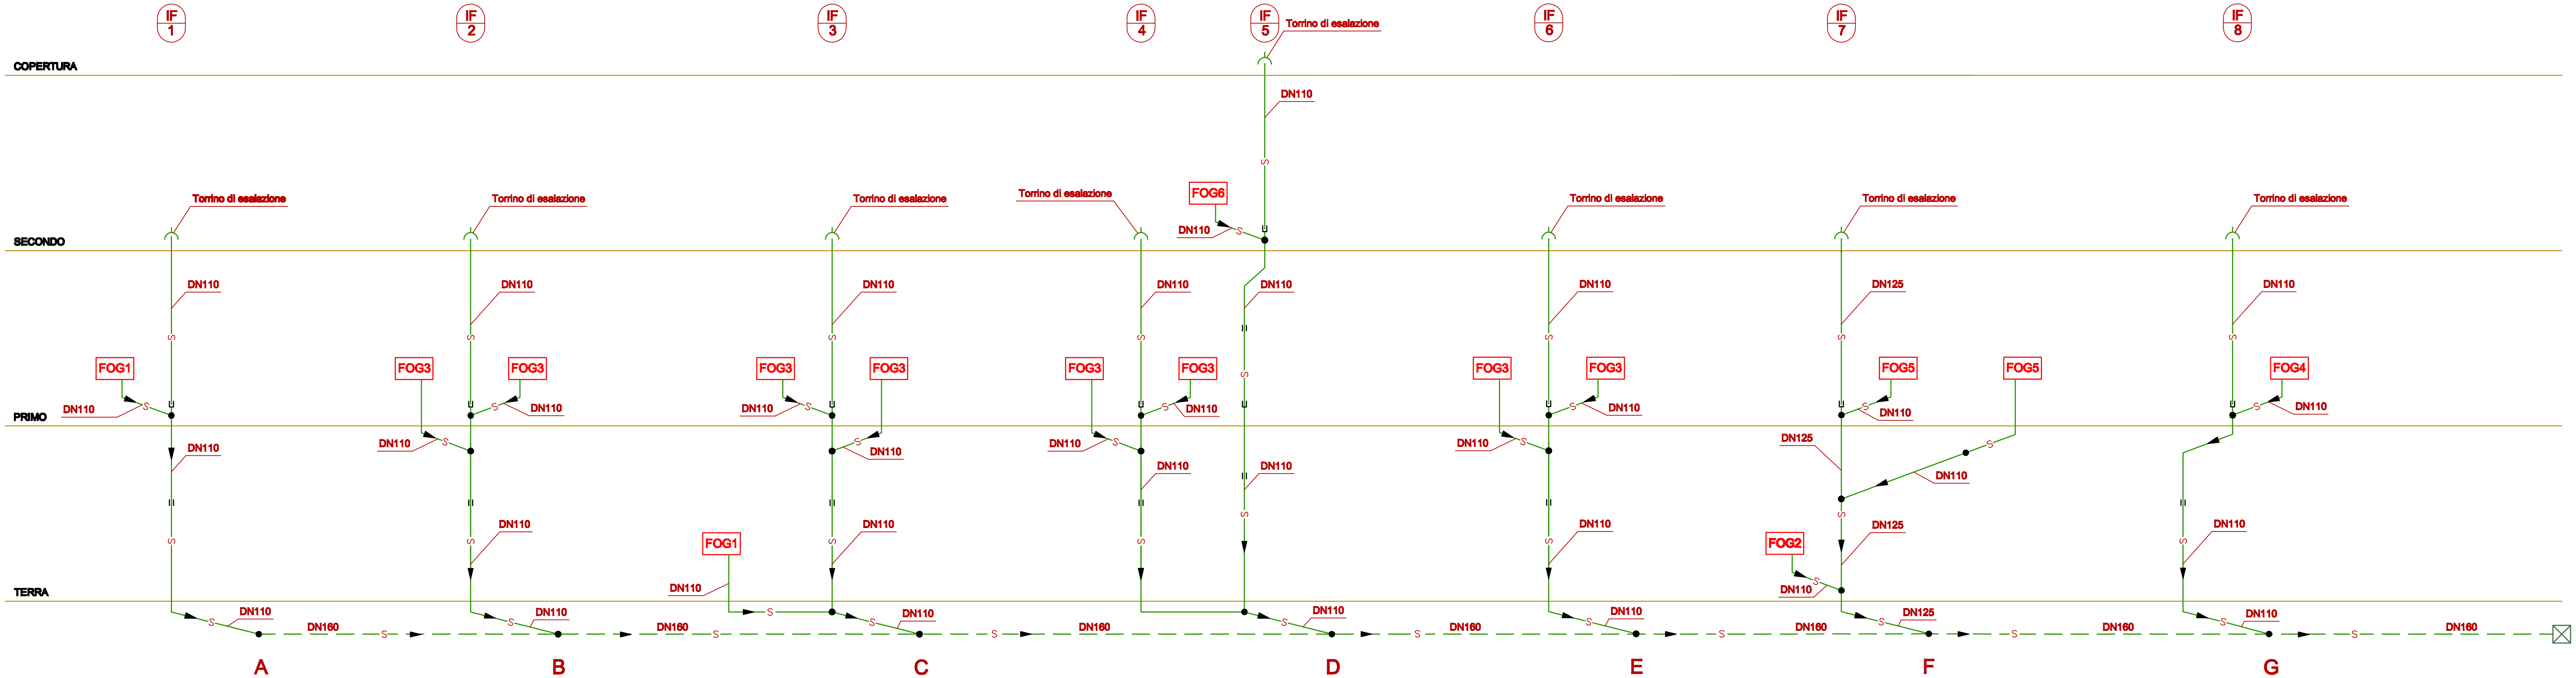 IF IF IF IF IF IF IF IF
1 2 3 4 5 6 7 8
Torrino di esalazione
COPERTURA
DN110
S
FOG6
Torrino di esalazione Torrino di esalazione Torrino di esalazione Torrino di esalazione Torrino di esalazione Torrino di esalazione Torrino di esalazione
DN110 S
SECONDO
DN110 DN110 DN110 DN110 DN110 DN110 DN125 DN110
S S S S S S S
FOG1 FOG3 FOG3 FOG3 FOG3 FOG3 FOG3 FOG3 FOG3 FOG5 FOG5 FOG4
S
DN110 S S DN110 DN110 S S DN110 S DN110 S DN110 S DN110
PRIMO
DN110 DN110 S S DN110 S DN110 S DN125 S
DN110 DN110 DN110 DN110
S
DN110 DN110 DN110 DN125 DN110
S S S S S S
FOG1 FOG2
S
DN110 DN110
TERRA
DN110 DN110 S DN110 DN110 DN110 DN125 DN110
S S S S S S S
DN160 S DN160 S S DN160 S DN160 S DN160 S DN160 S DN160
A B C D E F G